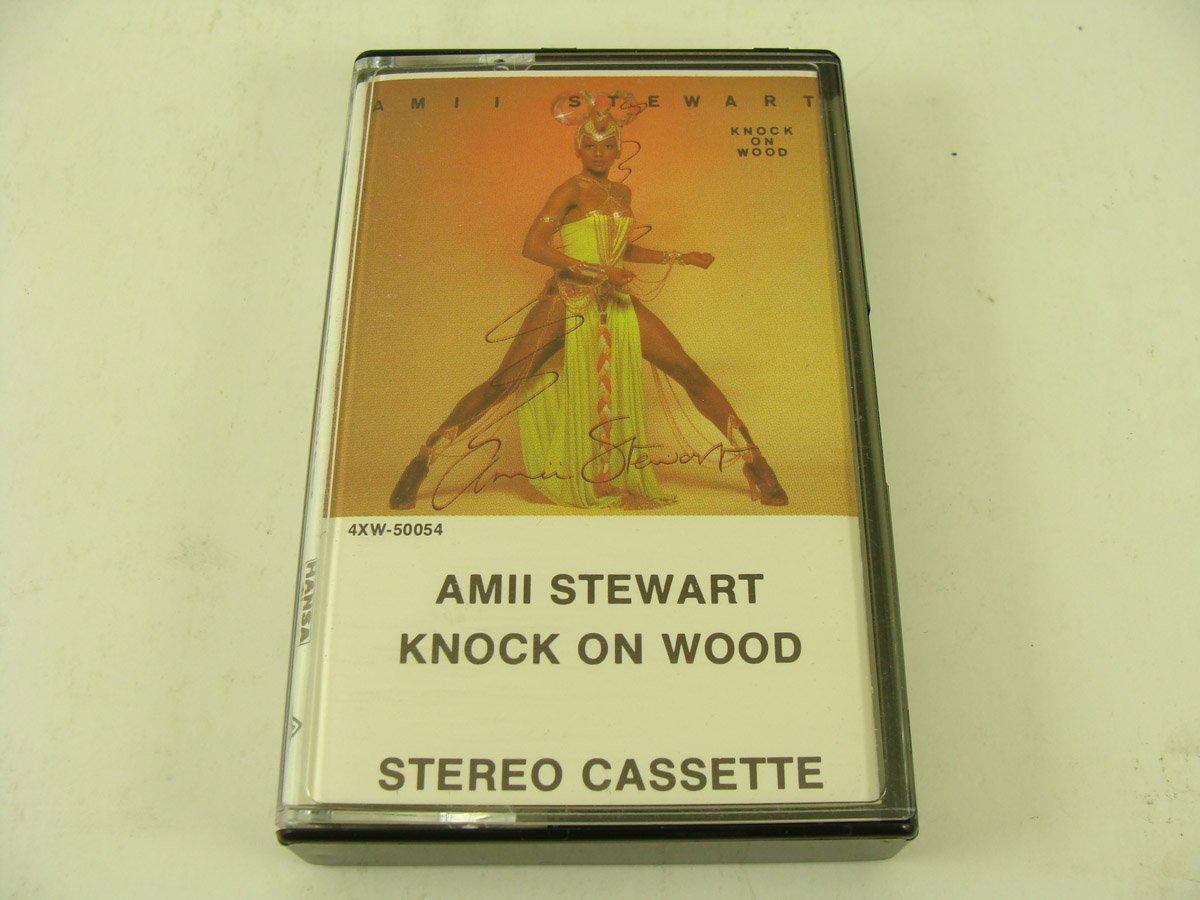 AMII STEWART
KNOCK
ON
WOOD
Amii Stewart
4XW-50054
AMII STEWART
KNOCK ON WOOD
STEREO CASSETTE
HANSA